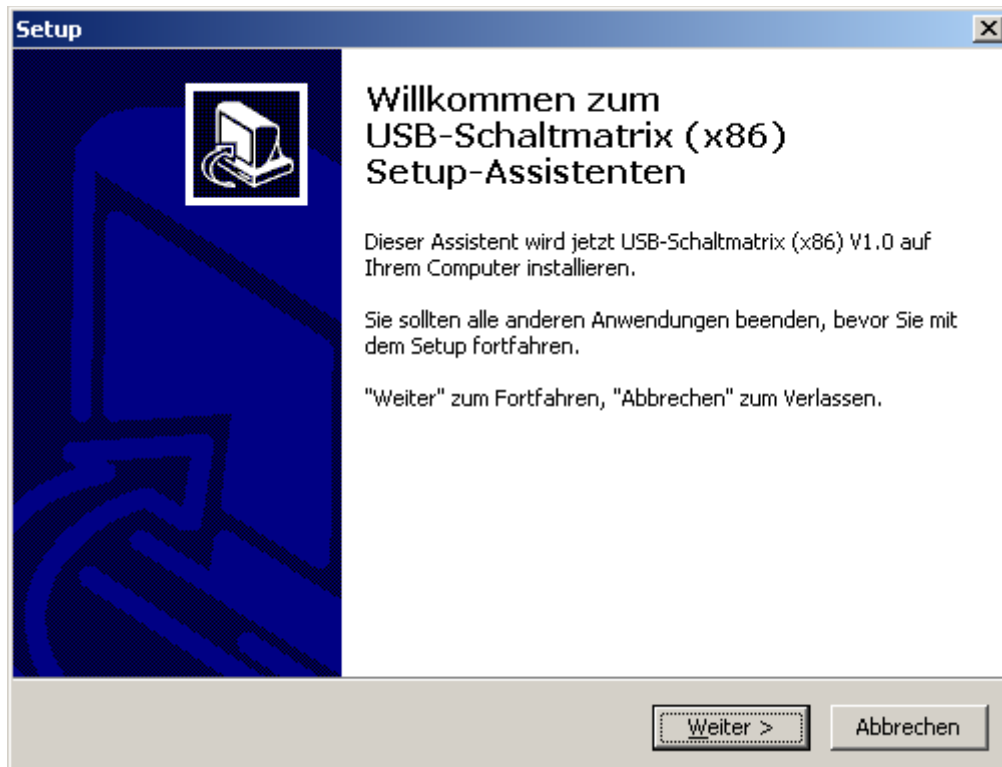 Setup
Willkommen zum
USB-Schaltmatrix (x86)
Setup-Assistenten
Dieser Assistent wird jetzt USB-Schaltmatrix (x86) V1.0 auf
Ihrem Computer installieren.
Sie sollten alle anderen Anwendungen beenden, bevor Sie mit
dem Setup fortfahren.
"Weiter" zum Fortfahren, "Abbrechen" zum Verlassen.
Weiter >
Abbrechen